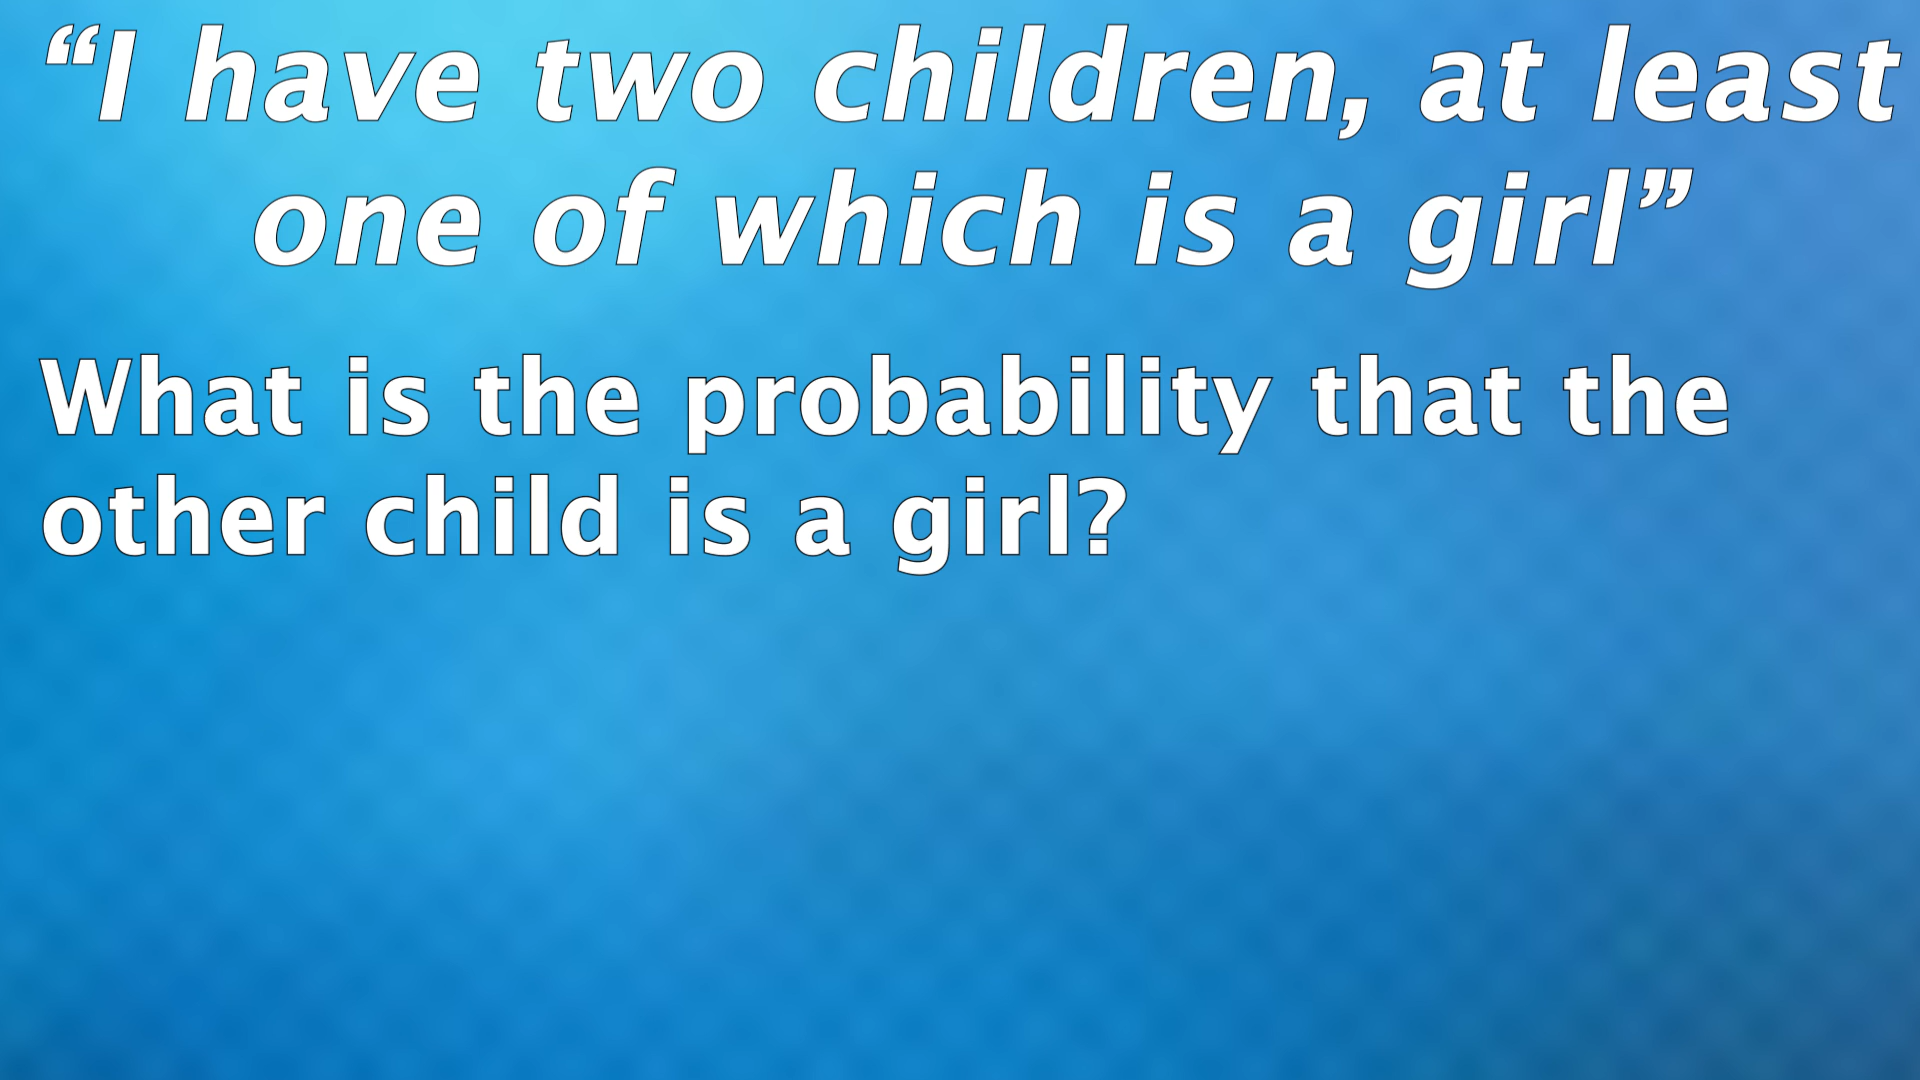 “I have two children, at least
one of which is a girl”
What is the probability that the
other child is a girl?